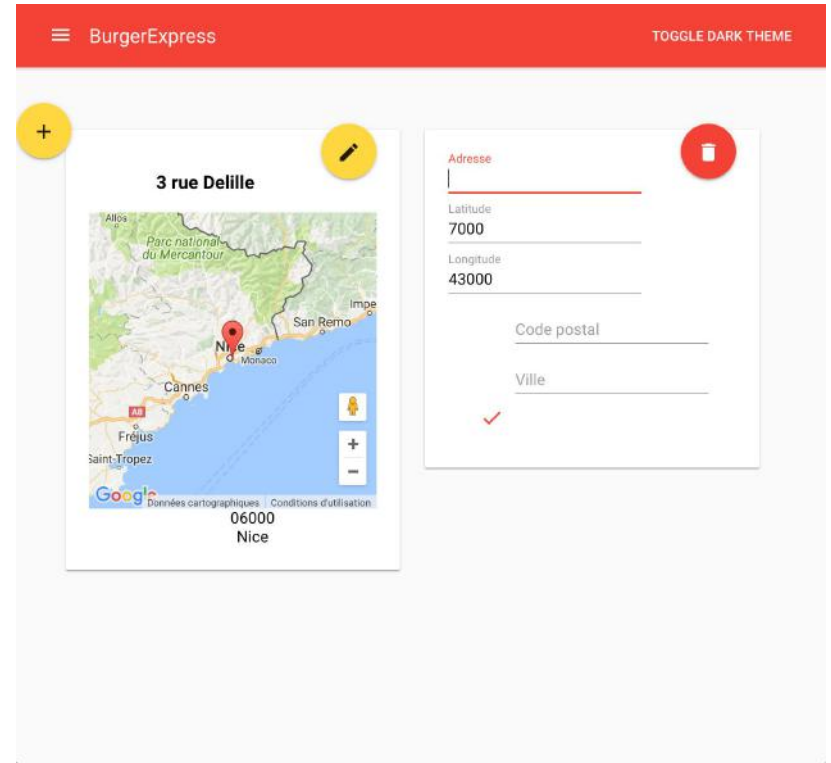 BurgerExpress
TOGGLE DARK THEME
+
3 rue Delille
Allos
Parc national
du Mercantour
Impe
San Remo
Nice
Monaco
Cannes
A8
Fréjus
Saint-Tropez
+
−
Google
Données cartographiques
Conditions d'utilisation
06000
Nice
Adresse
Latitude
7000
Longitude
43000
Code postal
Ville